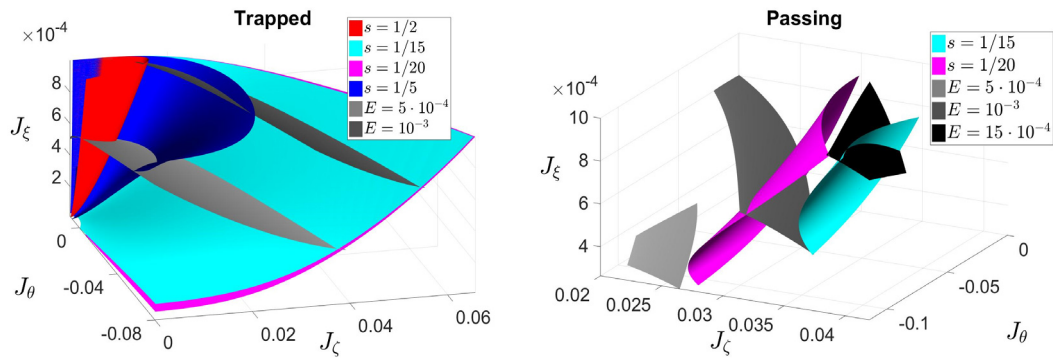 Trapped
×10⁻⁴
8
6
4
2
0
J_ξ
s = 1/2
s = 1/15
s = 1/20
s = 1/5
E = 5 · 10⁻⁴
E = 10⁻³
-0.04
-0.08
J_θ
0
0.02
0.04
0.06
J_ζ
Passing
×10⁻⁴
10
8
6
4
J_ξ
s = 1/15
s = 1/20
E = 5 · 10⁻⁴
E = 10⁻³
E = 15 · 10⁻⁴
0.02
0.025
0.03
0.035
0.04
J_ζ
0
-0.05
-0.1
J_θ